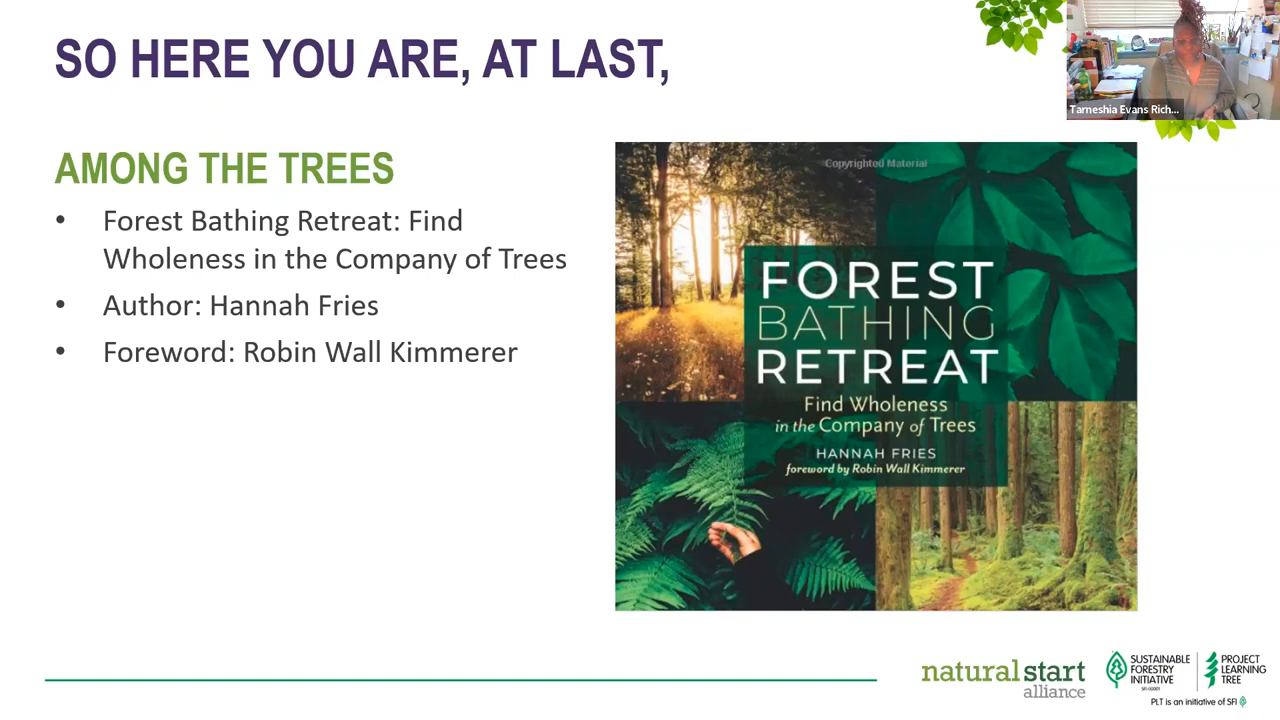 SO HERE YOU ARE, AT LAST,
Tameshia Evans Rich...
AMONG THE TREES
• Forest Bathing Retreat: Find
Wholeness in the Company of Trees
• Author: Hannah Fries
• Foreword: Robin Wall Kimmerer
Copyrighted Material
FOREST
BATHING
RETREAT
Find Wholeness
in the Company of Trees
HANNAH FRIES
foreword by Robin Wall Kimmerer
natural start
alliance
SUSTAINABLE
FORESTRY
INITIATIVE
PROJECT
LEARNING
TREE
PLT is an initiative of SFI